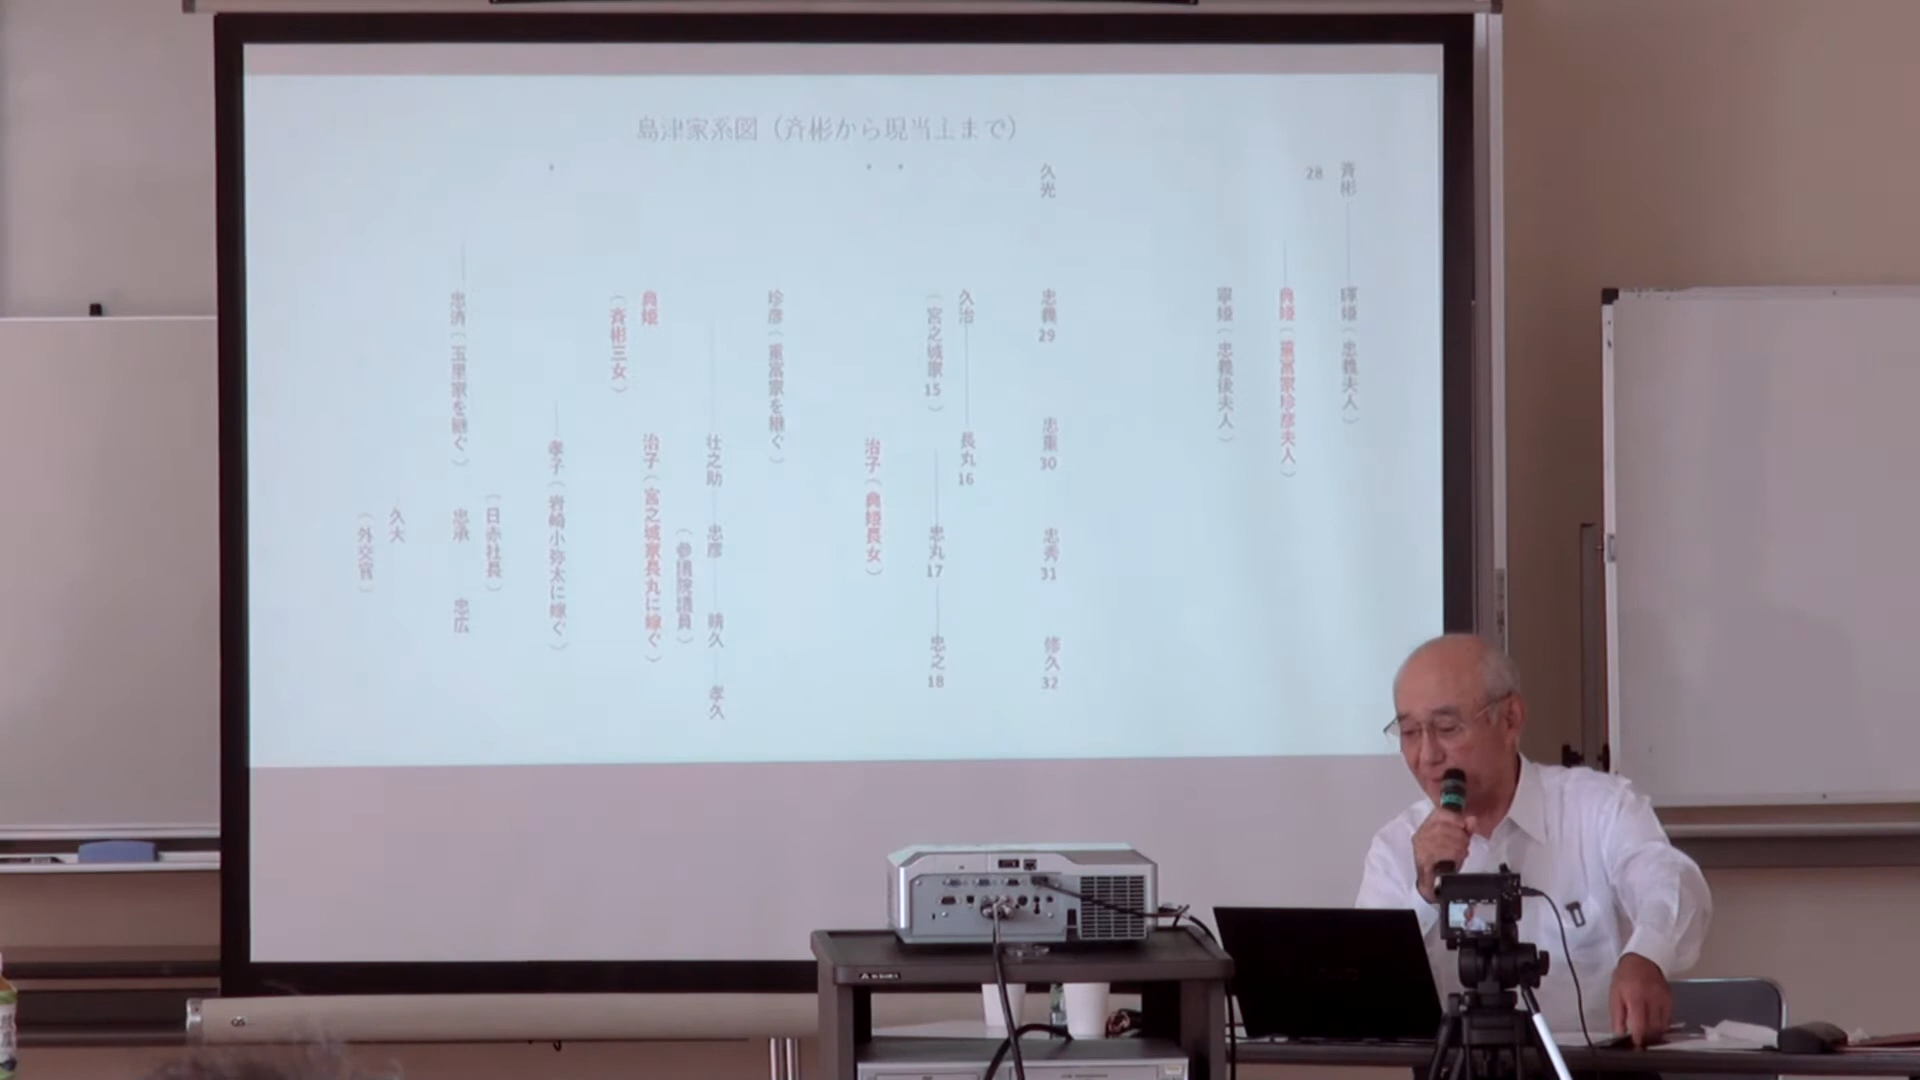 島津家系図（斉彬から現当主まで）
斉彬
28
暐姫（忠義夫人）
典姫（重富家珍彦夫人）
寧姫（忠義後夫人）
久光
忠義29
忠重30
忠秀31
修久32
久治
長丸16
（宮之城家15）
忠丸17
忠之18
治子（典姫長女）
珍彦（重富家を継ぐ）
壮之助
忠彦
晴久
孝久
（参議院議員）
典姫
治子（宮之城家長丸に嫁ぐ）
（斉彬三女）
孝子（岩崎小弥太に嫁ぐ）
（日赤社長）
忠済（玉里家を継ぐ）
忠承
忠広
久大
（外交官）